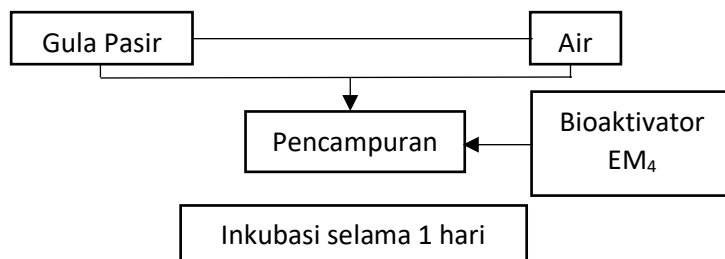 Gula Pasir
Air
Pencampuran
Bioaktivator
EM₄
Inkubasi selama 1 hari